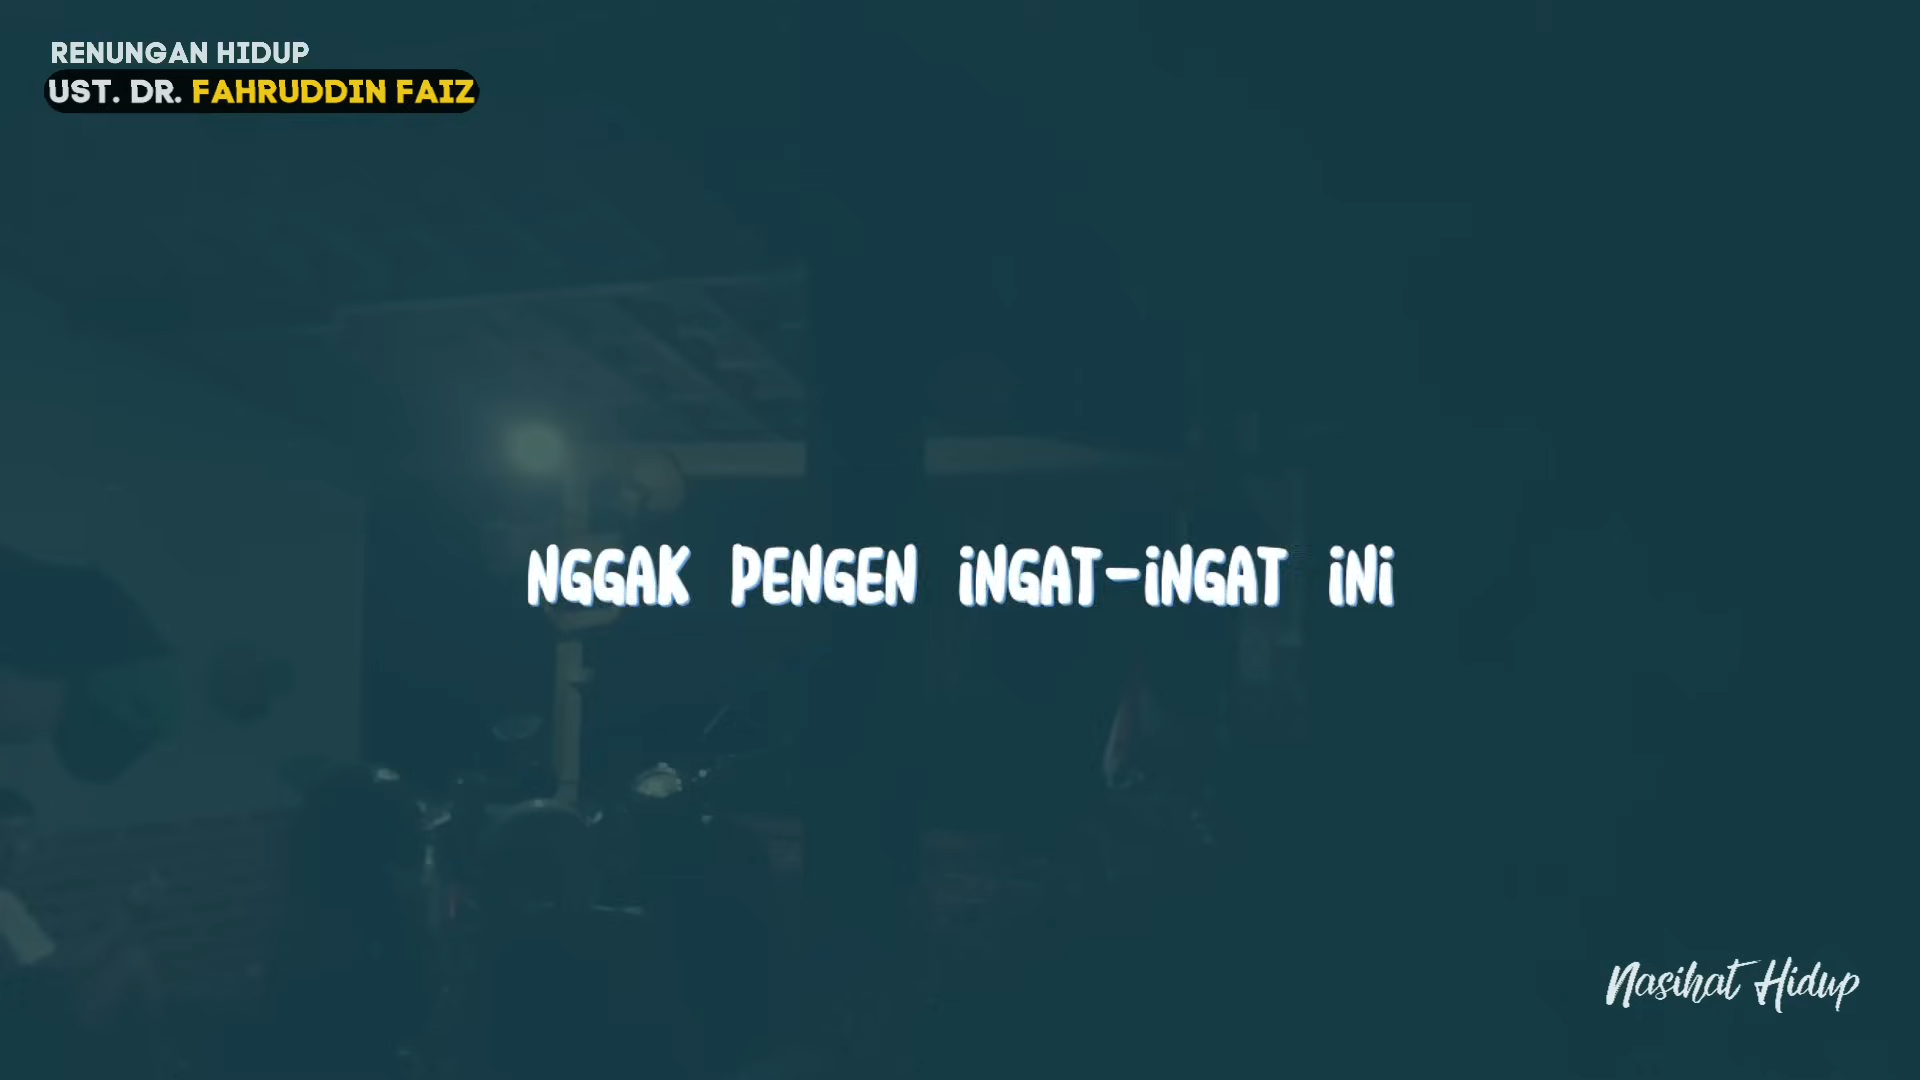 RENUNGAN HIDUP
UST. DR. FAHRUDDIN FAIZ
NGGAK PENGEN iNGAT-iNGAT iNi
Nasihat Hidup